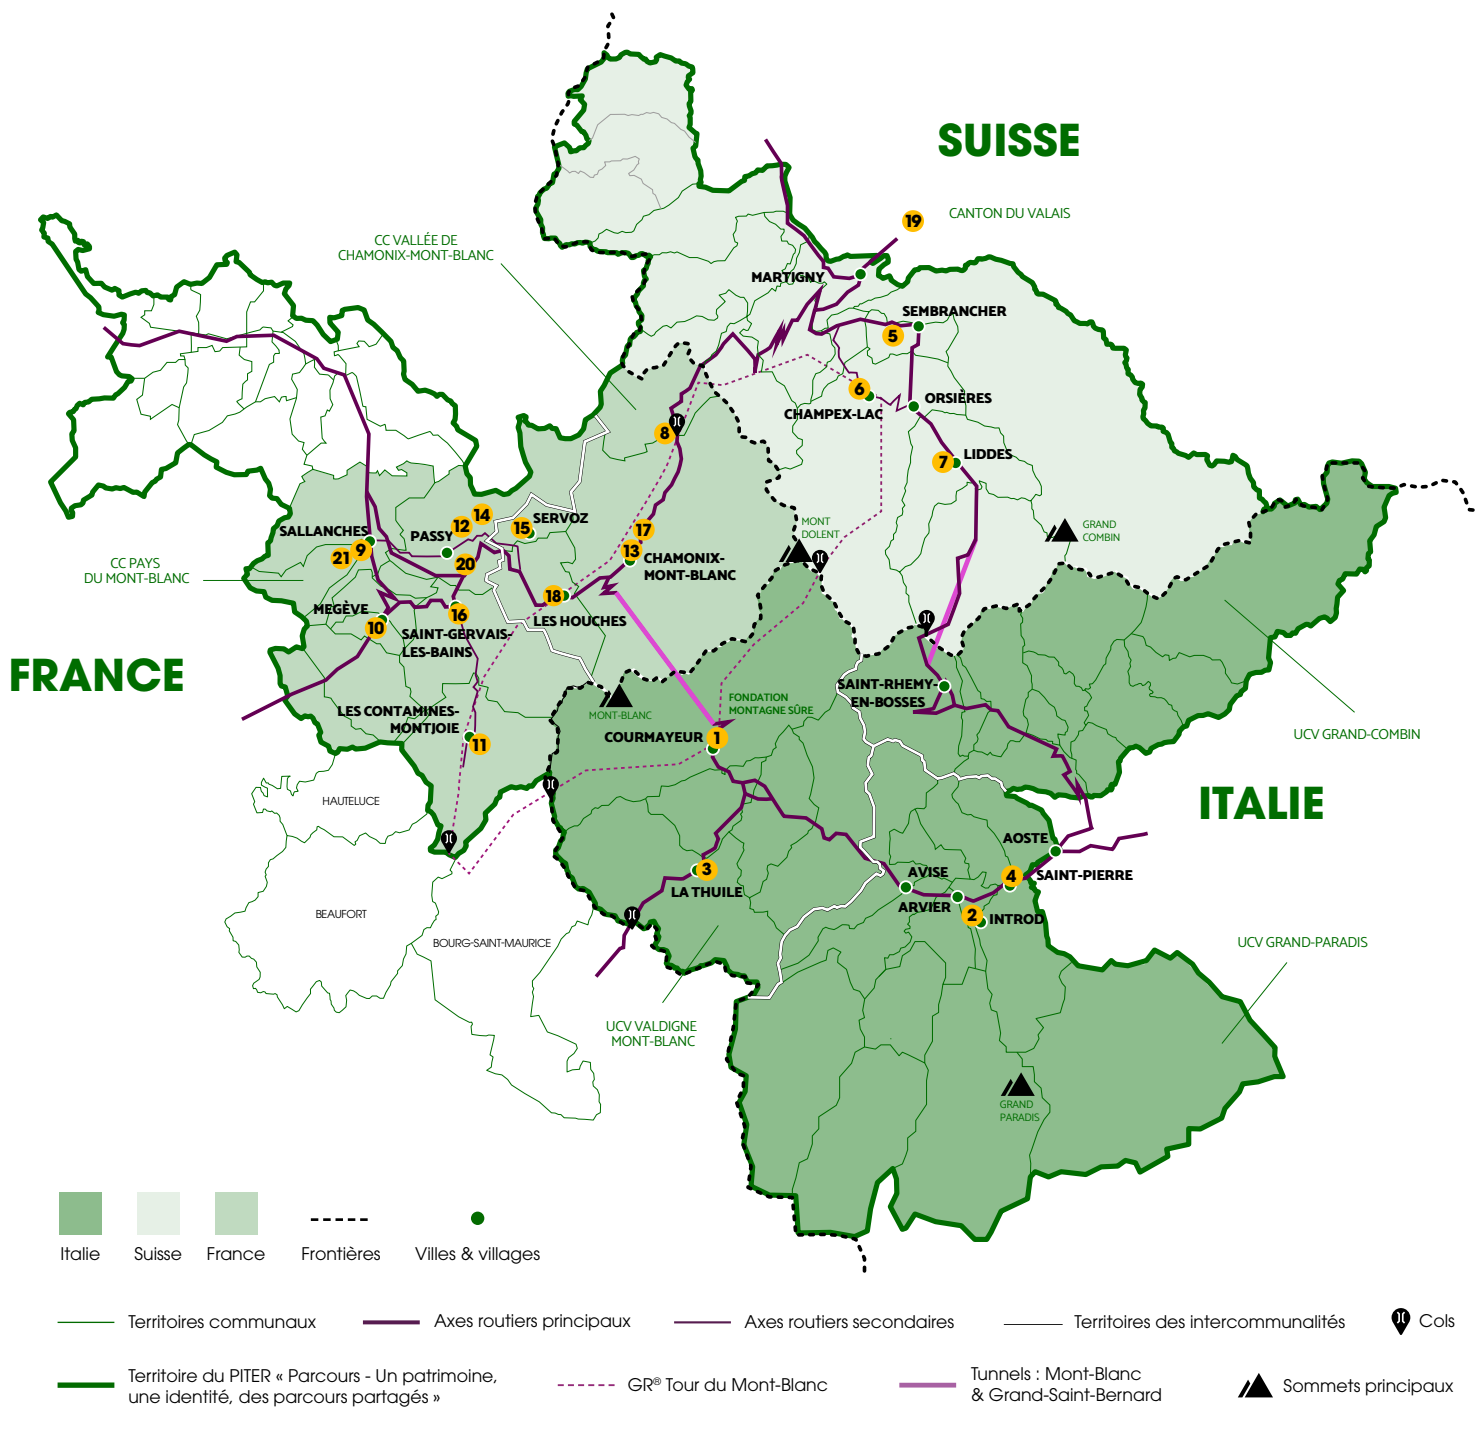 SUISSE
19
CANTON DU VALAIS
CC VALLÉE DE
CHAMONIX-MONT-BLANC
MARTIGNY
SEMBRANCHER
5
6
CHAMPEX-LAC
ORSIÈRES
8
7
LIDDES
14
12
SERVOZ
15
17
SALLANCHES
PASSY
MONT
DOLENT
GRAND
COMBIN
9
21
20
13
CHAMONIX-
MONT-BLANC
CC PAYS
DU MONT-BLANC
18
LES HOUCHES
MEGÈVE
10
16
SAINT-GERVAIS-
LES-BAINS
FRANCE
SAINT-RHEMY-
EN-BOSSES
FONDATION
MONTAGNE SÛRE
MONT-BLANC
LES CONTAMINES-
MONTJOIE
11
COURMAYEUR
1
UCV GRAND-COMBIN
ITALIE
HAUTELUCE
AOSTE
3
LA THUILE
AVISE
4
SAINT-PIERRE
ARVIER
2
INTROD
BEAUFORT
BOURG-SAINT-MAURICE
UCV GRAND-PARADIS
UCV VALDIGNE
MONT-BLANC
GRAND
PARADIS
Italie
Suisse
France
Frontières
Villes & villages
Territoires communaux
Axes routiers principaux
Axes routiers secondaires
Territoires des intercommunalités
Cols
Territoire du PITER « Parcours - Un patrimoine,
une identité, des parcours partagés »
GR® Tour du Mont-Blanc
Tunnels : Mont-Blanc
& Grand-Saint-Bernard
Sommets principaux